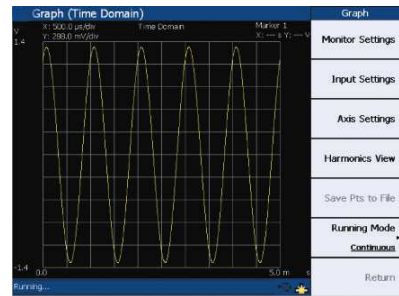 Graph (Time Domain)
Graph
X: 500.0 µs/div
Time Domain
Marker 1
V
Y: 298.0 mV/div
X: --- s Y: --- V
1.4
-1.4
0.0
5.0 m
s
Running...
Monitor Settings
Input Settings
Axis Settings
Harmonics View
Save Pts to File
Running Mode
Continuous
Return